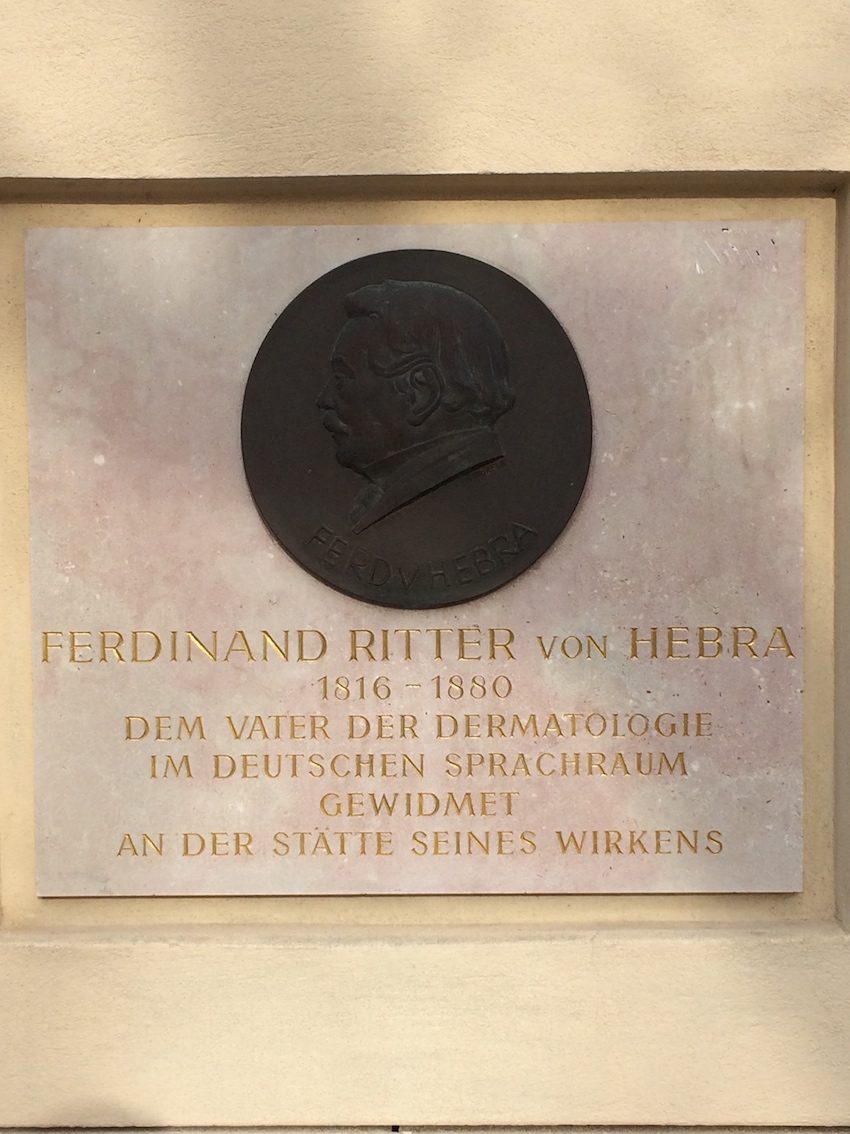 FERD V HEBRA
FERDINAND RITTER VON HEBRA
1816 - 1880
DEM VATER DER DERMATOLOGIE
IM DEUTSCHEN SPRACHRAUM
GEWIDMET
AN DER STÄTTE SEINES WIRKENS